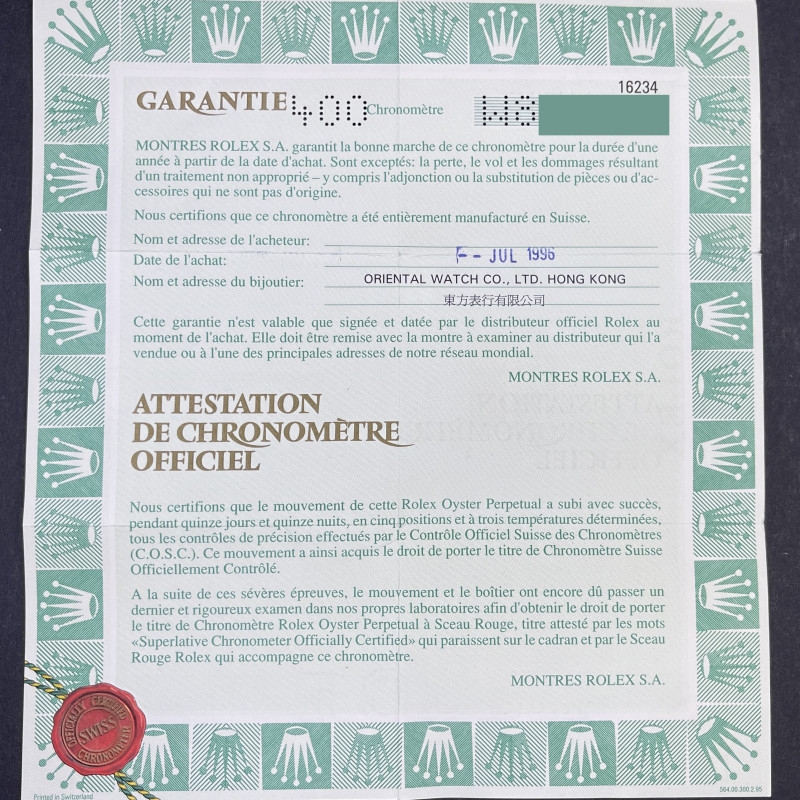 16234
GARANTIE 400 Chronomètre W8
MONTRES ROLEX S.A. garantit la bonne marche de ce chronomètre pour la durée d'une
année à partir de la date d'achat. Sont exceptés: la perte, le vol et les dommages résultant
d'un traitement non approprié – y compris l'adjonction ou la substitution de pièces ou d'ac-
cessoires qui ne sont pas d'origine.
Nous certifions que ce chronomètre a été entièrement manufacturé en Suisse.
Nom et adresse de l'acheteur:
Date de l'achat: - JUL 1996
Nom et adresse du bijoutier: ORIENTAL WATCH CO., LTD. HONG KONG
東方表行有限公司
Cette garantie n'est valable que signée et datée par le distributeur officiel Rolex au
moment de l'achat. Elle doit être remise avec la montre à examiner au distributeur qui l'a
vendue ou à l'une des principales adresses de notre réseau mondial.
MONTRES ROLEX S.A.
ATTESTATION
DE CHRONOMÈTRE
OFFICIEL
Nous certifions que le mouvement de cette Rolex Oyster Perpetual a subi avec succès,
pendant quinze jours et quinze nuits, en cinq positions et à trois températures déterminées,
tous les contrôles de précision effectués par le Contrôle Officiel Suisse des Chronomètres
(C.O.S.C.). Ce mouvement a ainsi acquis le droit de porter le titre de Chronomètre Suisse
Officiellement Contrôlé.
A la suite de ces sévères épreuves, le mouvement et le boîtier ont encore dû passer un
dernier et rigoureux examen dans nos propres laboratoires afin d'obtenir le droit de porter
le titre de Chronomètre Rolex Oyster Perpetual à Sceau Rouge, titre attesté par les mots
«Superlative Chronometer Officially Certified» qui paraissent sur le cadran et par le Sceau
Rouge Rolex qui accompagne ce chronomètre.
MONTRES ROLEX S.A.
OFFICIALLY CERTIFIED
SWISS
CHRONOMETER
Printed in Switzerland
564.00.300.2.95